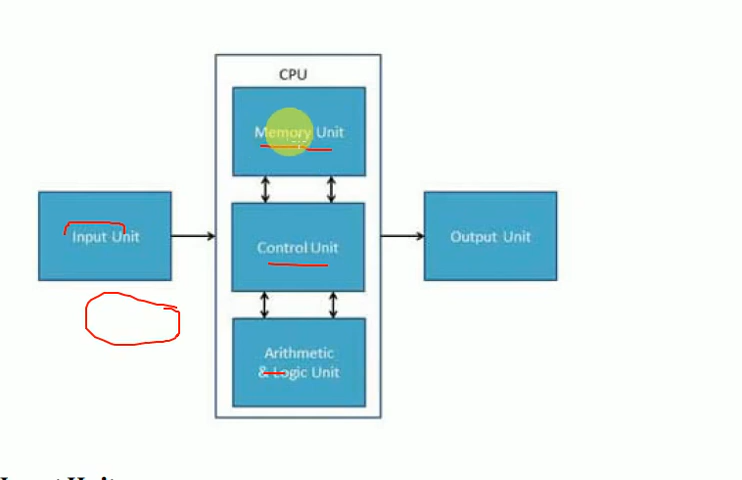 CPU
Memory Unit
Input Unit
Control Unit
Output Unit
Arithmetic
& Logic Unit